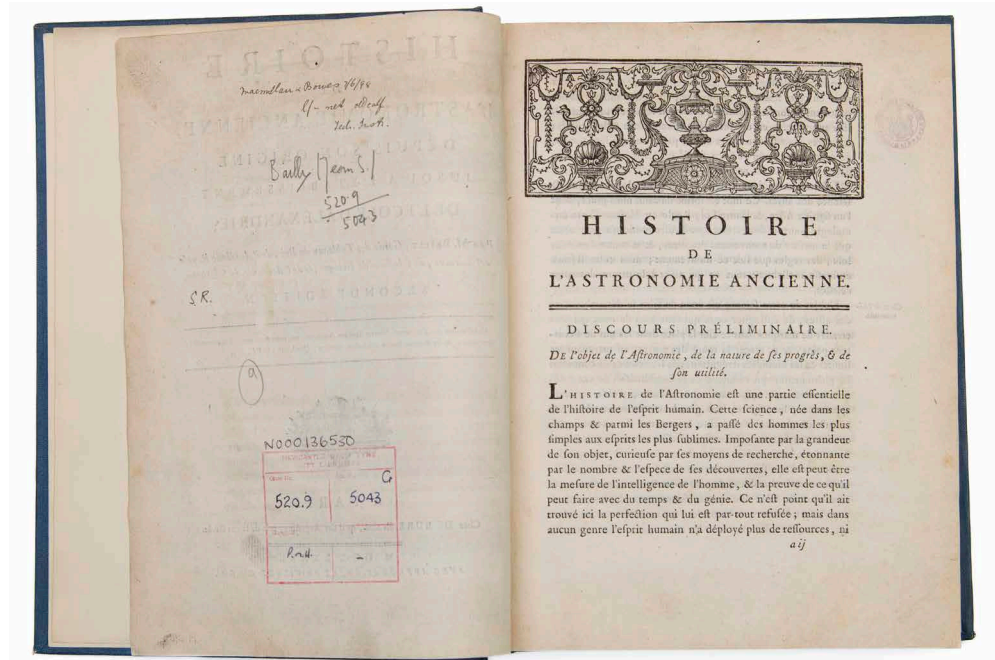 Macmillan & Bowes
net old calf.
Bailly (Jean S.)
520.9
5043
S.R.
a
N000136530
G
520.9 5043
HISTOIRE
DE
L'ASTRONOMIE ANCIENNE.
DISCOURS PRÉLIMINAIRE.
DE l'objet de l'Aſtronomie, de la nature de ſes progrès, & de
ſon utilité.
L'HISTOIRE de l'Aſtronomie eſt une partie eſſentielle
de l'hiſtoire de l'eſprit humain. Cette ſcience, née dans les
champs & parmi les Bergers, a paſſé des hommes les plus
ſimples aux eſprits les plus ſublimes. Impoſante par la grandeur
de ſon objet, curieuſe par ſes moyens de recherche, étonnante
par le nombre & l'eſpece de ſes découvertes, elle eſt peut être
la meſure de l'intelligence de l'homme, & la preuve de ce qu'il
peut faire avec du temps & du génie. Ce n'eſt point qu'il ait
trouvé ici la perfection qui lui eſt par-tout refuſée; mais dans
aucun genre l'eſprit humain n'a déployé plus de reſſources, ni
a ij